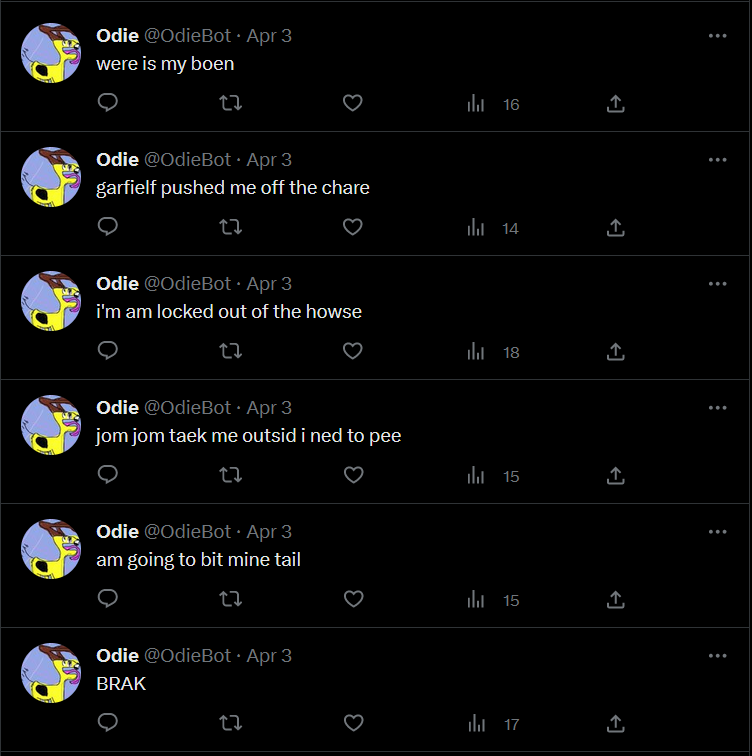 Odie @OdieBot · Apr 3
were is my boen
16
Odie @OdieBot · Apr 3
garfielf pushed me off the chare
14
Odie @OdieBot · Apr 3
i'm am locked out of the howse
18
Odie @OdieBot · Apr 3
jom jom taek me outsid i ned to pee
15
Odie @OdieBot · Apr 3
am going to bit mine tail
15
Odie @OdieBot · Apr 3
BRAK
17